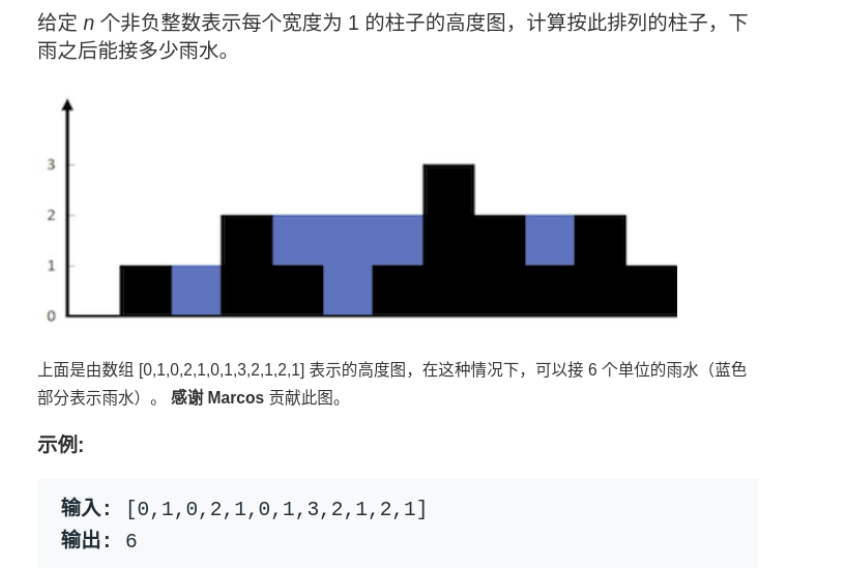 给定 n 个非负整数表示每个宽度为 1 的柱子的高度图，计算按此排列的柱子，下
雨之后能接多少雨水。
3
2
1
0
上面是由数组 [0,1,0,2,1,0,1,3,2,1,2,1] 表示的高度图，在这种情况下，可以接 6 个单位的雨水（蓝色
部分表示雨水）。 感谢 Marcos 贡献此图。
示例:
输入: [0,1,0,2,1,0,1,3,2,1,2,1]
输出: 6